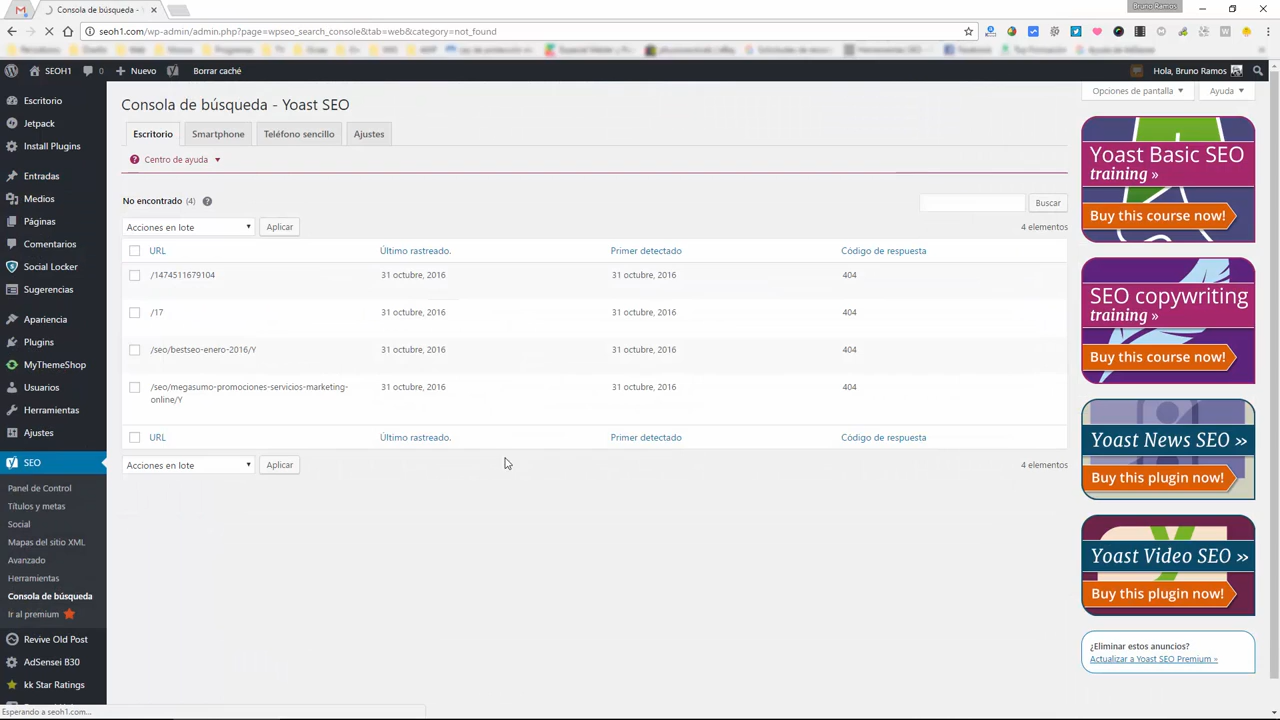 Bruno Ramos
Consola de búsqueda - Yo
seoh1.com/wp-admin/admin.php?page=wpseo_search_console&tab=web&category=not_found
SEOH1
0
Nuevo
Borrar caché
Hola, Bruno Ramos
Escritorio
Jetpack
Install Plugins
Entradas
Medios
Páginas
Comentarios
Social Locker
Sugerencias
Apariencia
Plugins
MyThemeShop
Usuarios
Herramientas
Ajustes
SEO
Panel de Control
Títulos y metas
Social
Mapas del sitio XML
Avanzado
Herramientas
Consola de búsqueda
Ir al premium
Revive Old Post
AdSensei B30
kk Star Ratings
Esperando a seoh1.com...
Opciones de pantalla
Ayuda
Consola de búsqueda - Yoast SEO
Escritorio
Smartphone
Teléfono sencillo
Ajustes
Centro de ayuda
No encontrado (4)
Buscar
Acciones en lote
Aplicar
4 elementos
URL Último rastreado. Primer detectado Código de respuesta
/1474511679104 31 octubre, 2016 31 octubre, 2016 404
/17 31 octubre, 2016 31 octubre, 2016 404
/seo/bestseo-enero-2016/Y 31 octubre, 2016 31 octubre, 2016 404
/seo/megasumo-promociones-servicios-marketing- 31 octubre, 2016 31 octubre, 2016 404
online/Y
URL Último rastreado. Primer detectado Código de respuesta
Acciones en lote
Aplicar
4 elementos
Yoast Basic SEO
training »
Buy this course now!
SEO copywriting
training »
Buy this course now!
Yoast News SEO »
Buy this plugin now!
Yoast Video SEO »
Buy this plugin now!
¿Eliminar estos anuncios?
Actualizar a Yoast SEO Premium »